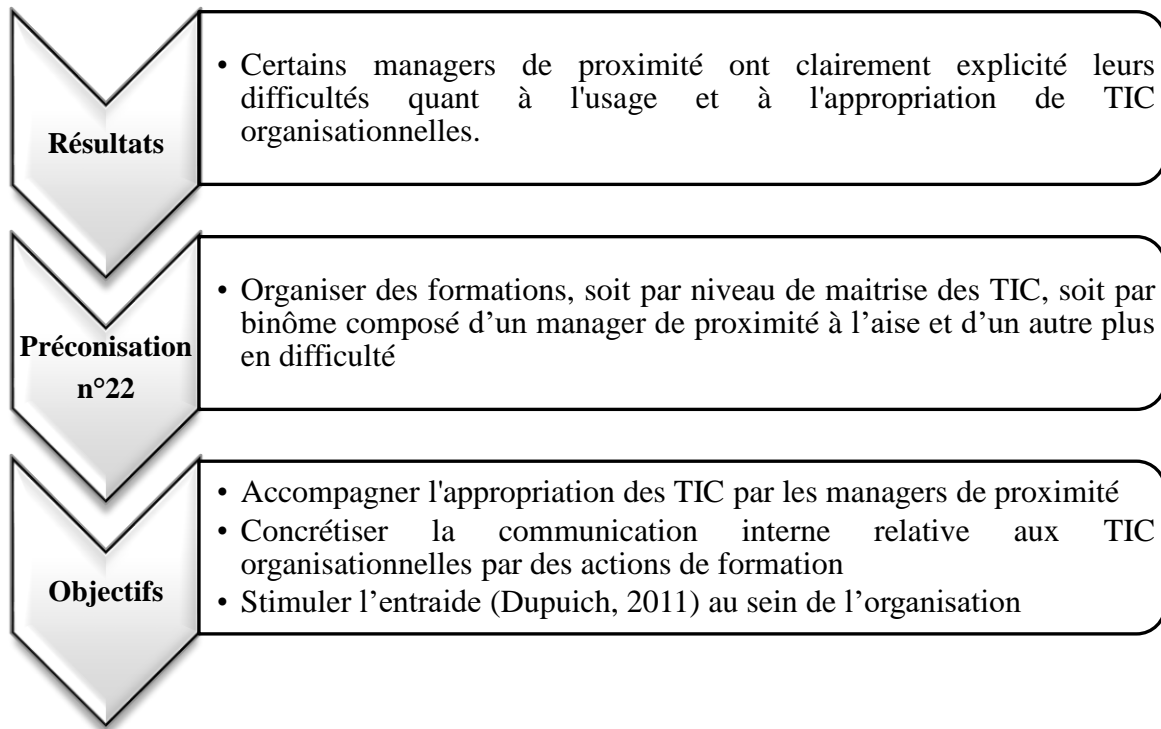 Résultats
• Certains managers de proximité ont clairement explicité leurs
difficultés quant à l'usage et à l'appropriation de TIC
organisationnelles.
Préconisation
n°22
• Organiser des formations, soit par niveau de maitrise des TIC, soit par
binôme composé d’un manager de proximité à l’aise et d’un autre plus
en difficulté
Objectifs
• Accompagner l'appropriation des TIC par les managers de proximité
• Concrétiser la communication interne relative aux TIC
organisationnelles par des actions de formation
• Stimuler l’entraide (Dupuich, 2011) au sein de l’organisation